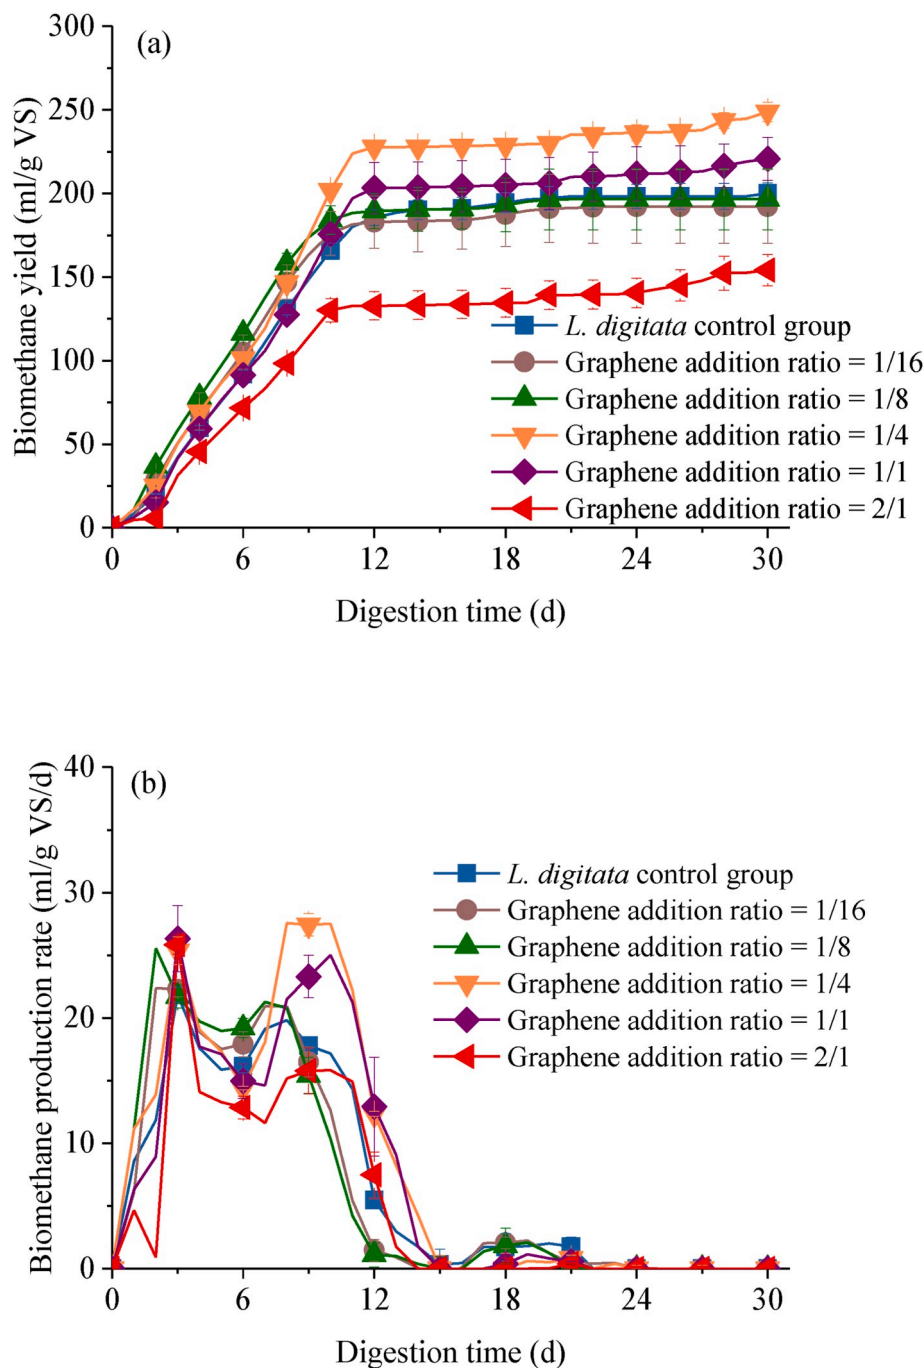 (a)
Biomethane yield (ml/g VS)
300
250
200
150
100
50
0
L. digitata control group
Graphene addition ratio = 1/16
Graphene addition ratio = 1/8
Graphene addition ratio = 1/4
Graphene addition ratio = 1/1
Graphene addition ratio = 2/1
0 6 12 18 24 30
Digestion time (d)
(b)
Biomethane production rate (ml/g VS/d)
40
30
20
10
0
L. digitata control group
Graphene addition ratio = 1/16
Graphene addition ratio = 1/8
Graphene addition ratio = 1/4
Graphene addition ratio = 1/1
Graphene addition ratio = 2/1
0 6 12 18 24 30
Digestion time (d)